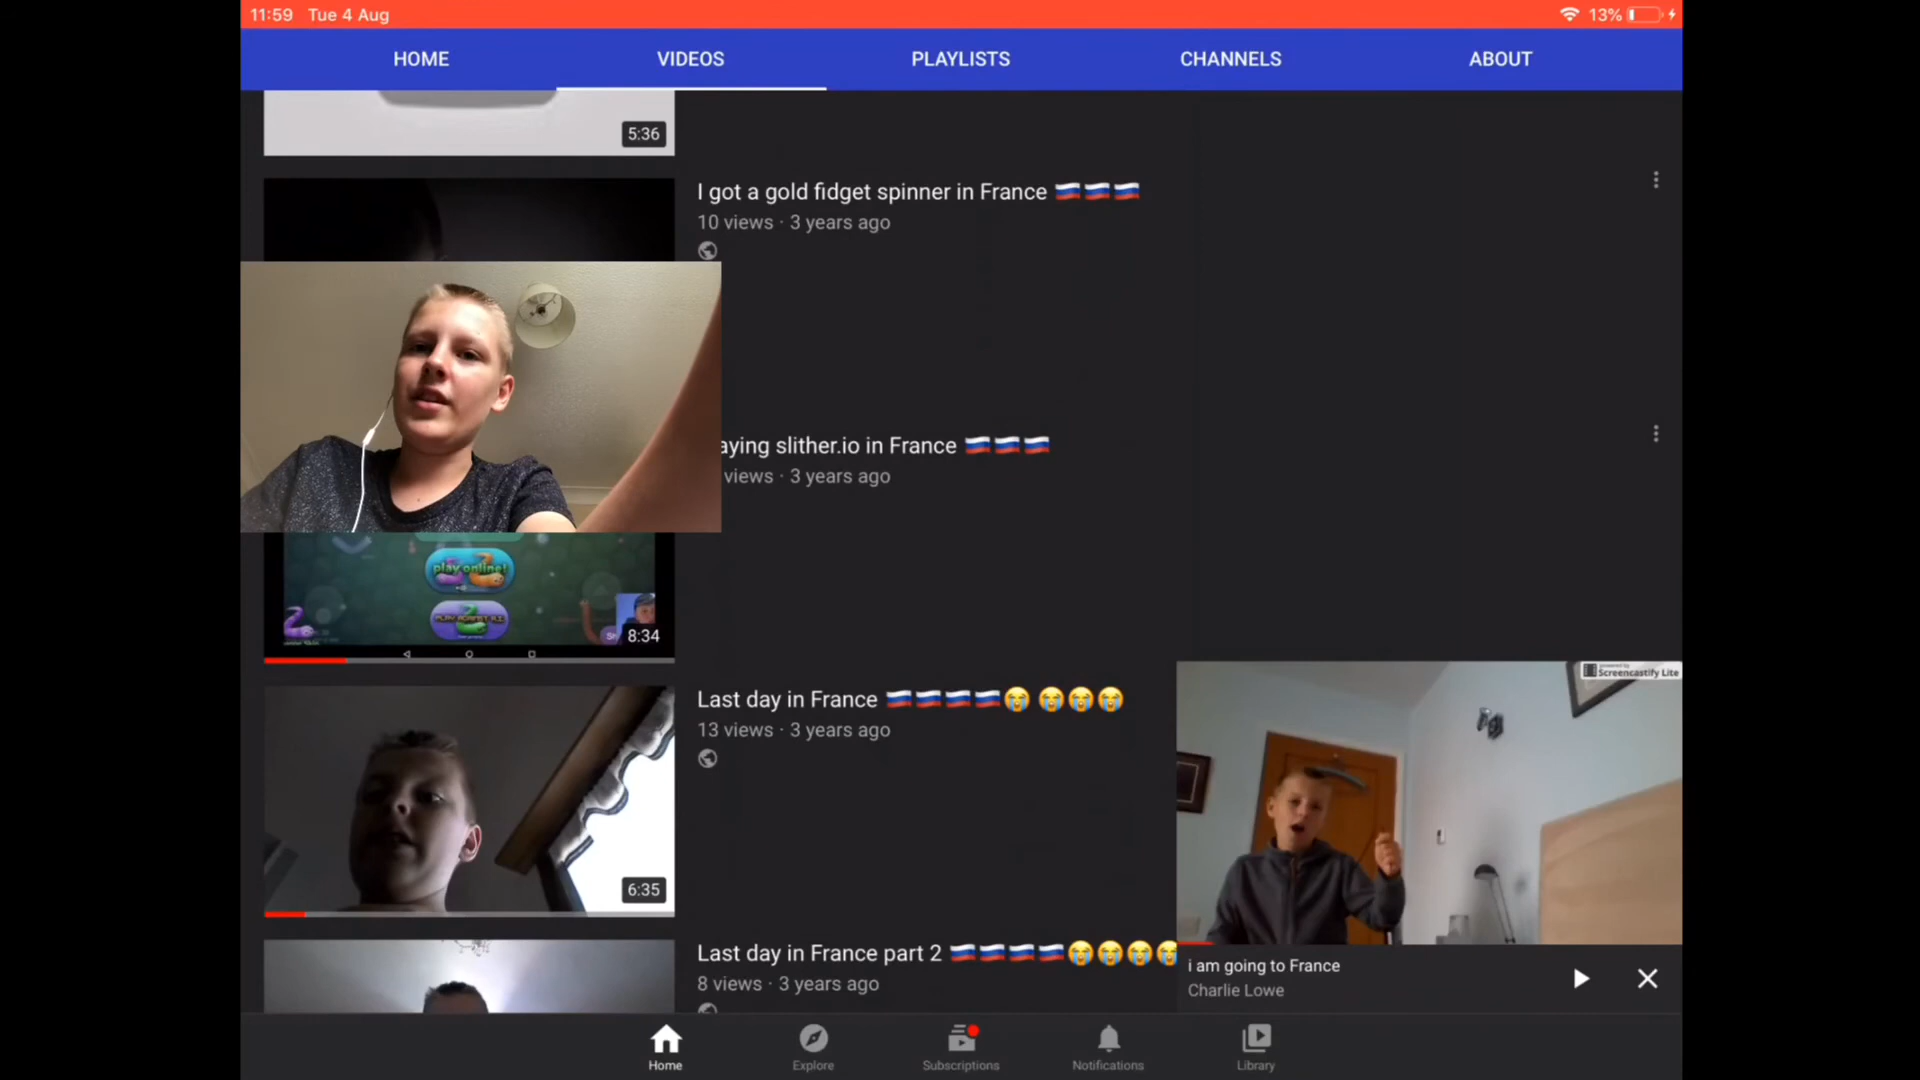 11:59 Tue 4 Aug 13%
HOME VIDEOS PLAYLISTS CHANNELS ABOUT
5:36
I got a gold fidget spinner in France 🇷🇺🇷🇺🇷🇺
10 views · 3 years ago
aying slither.io in France 🇷🇺🇷🇺🇷🇺
views · 3 years ago
play online!
PLAY AGAINST A.I.
8:34
Last day in France 🇷🇺🇷🇺🇷🇺🇷🇺😭 😭😭😭
13 views · 3 years ago
6:35
Screencastify Lite
Last day in France part 2 🇷🇺🇷🇺🇷🇺🇷🇺😭😭😭😭
8 views · 3 years ago
i am going to France
Charlie Lowe
Home Explore Subscriptions Notifications Library